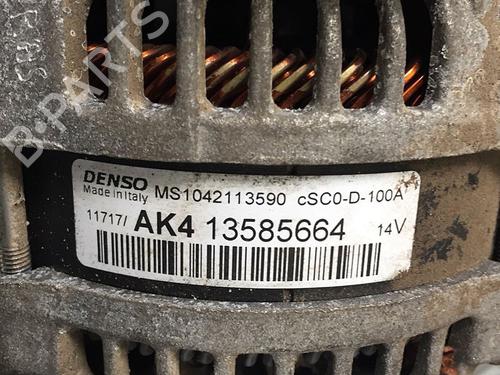 B-PARTS
DENSO
Made in Italy MS1042113590 cSC0-D-100A
11717/ AK4 13585664 14V